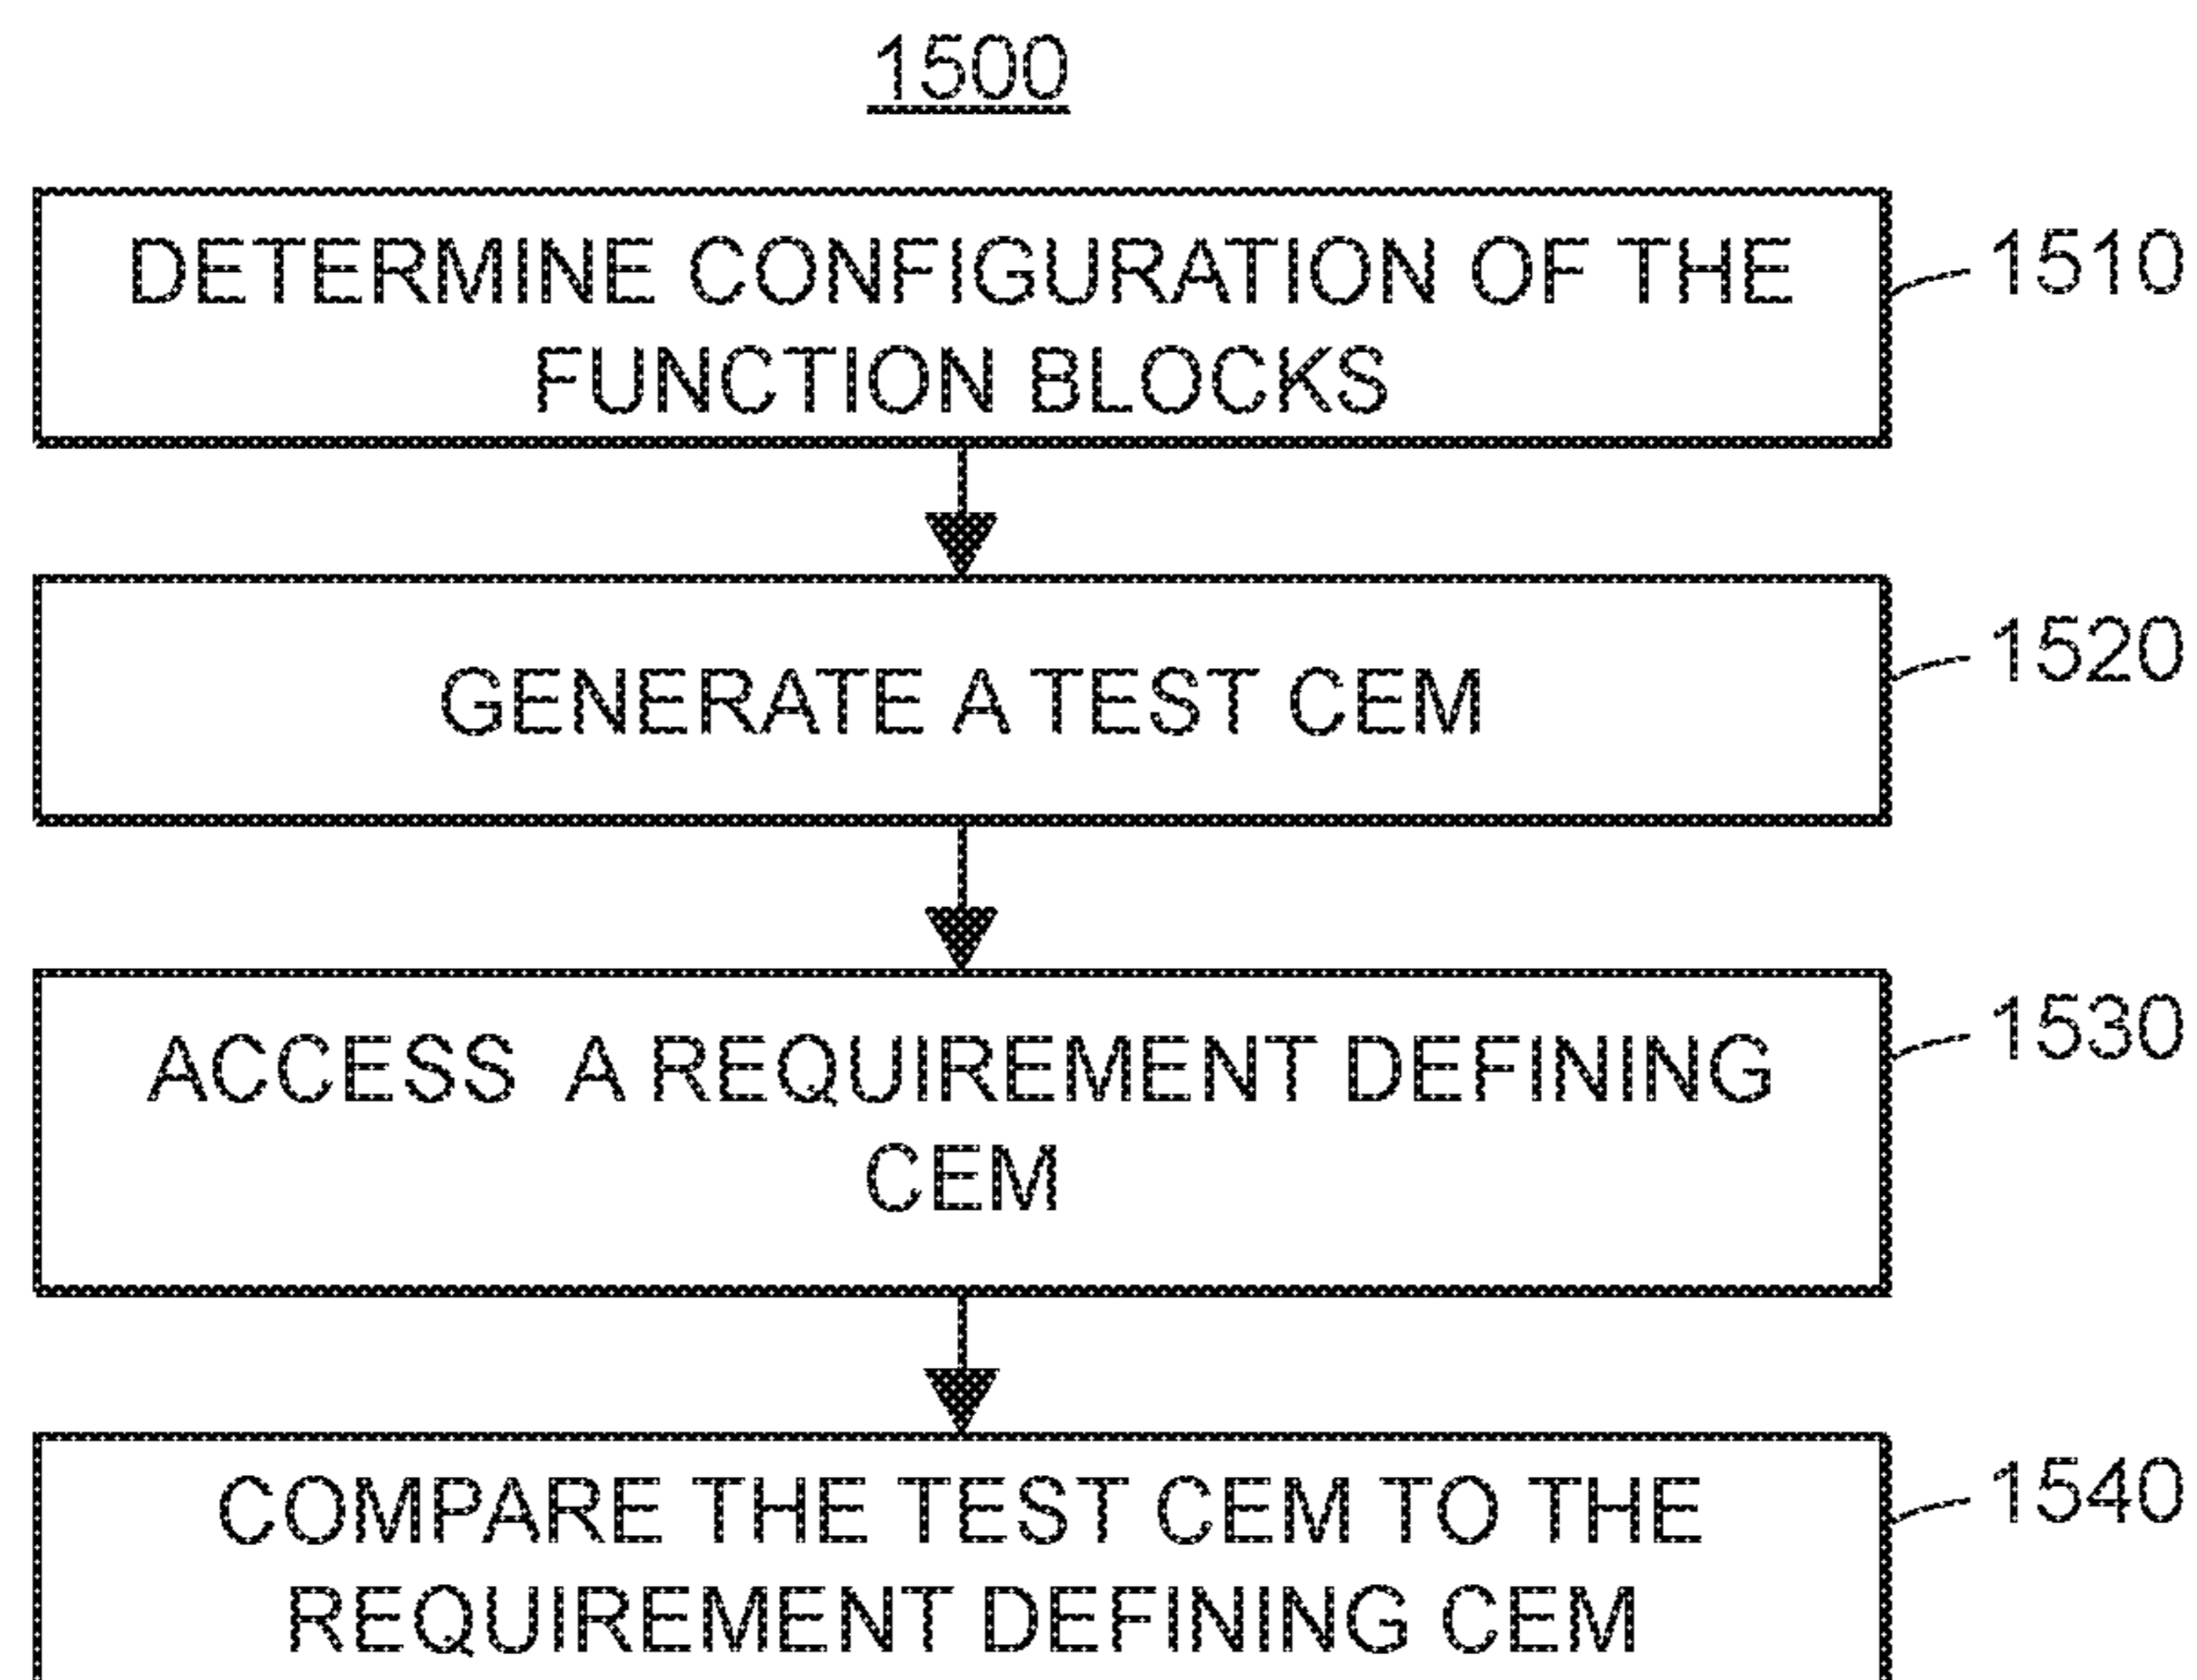 1500
DETERMINE CONFIGURATION OF THE
FUNCTION BLOCKS
1510
GENERATE A TEST CEM
1520
ACCESS A REQUIREMENT DEFINING
CEM
1530
COMPARE THE TEST CEM TO THE
REQUIREMENT DEFINING CEM
1540